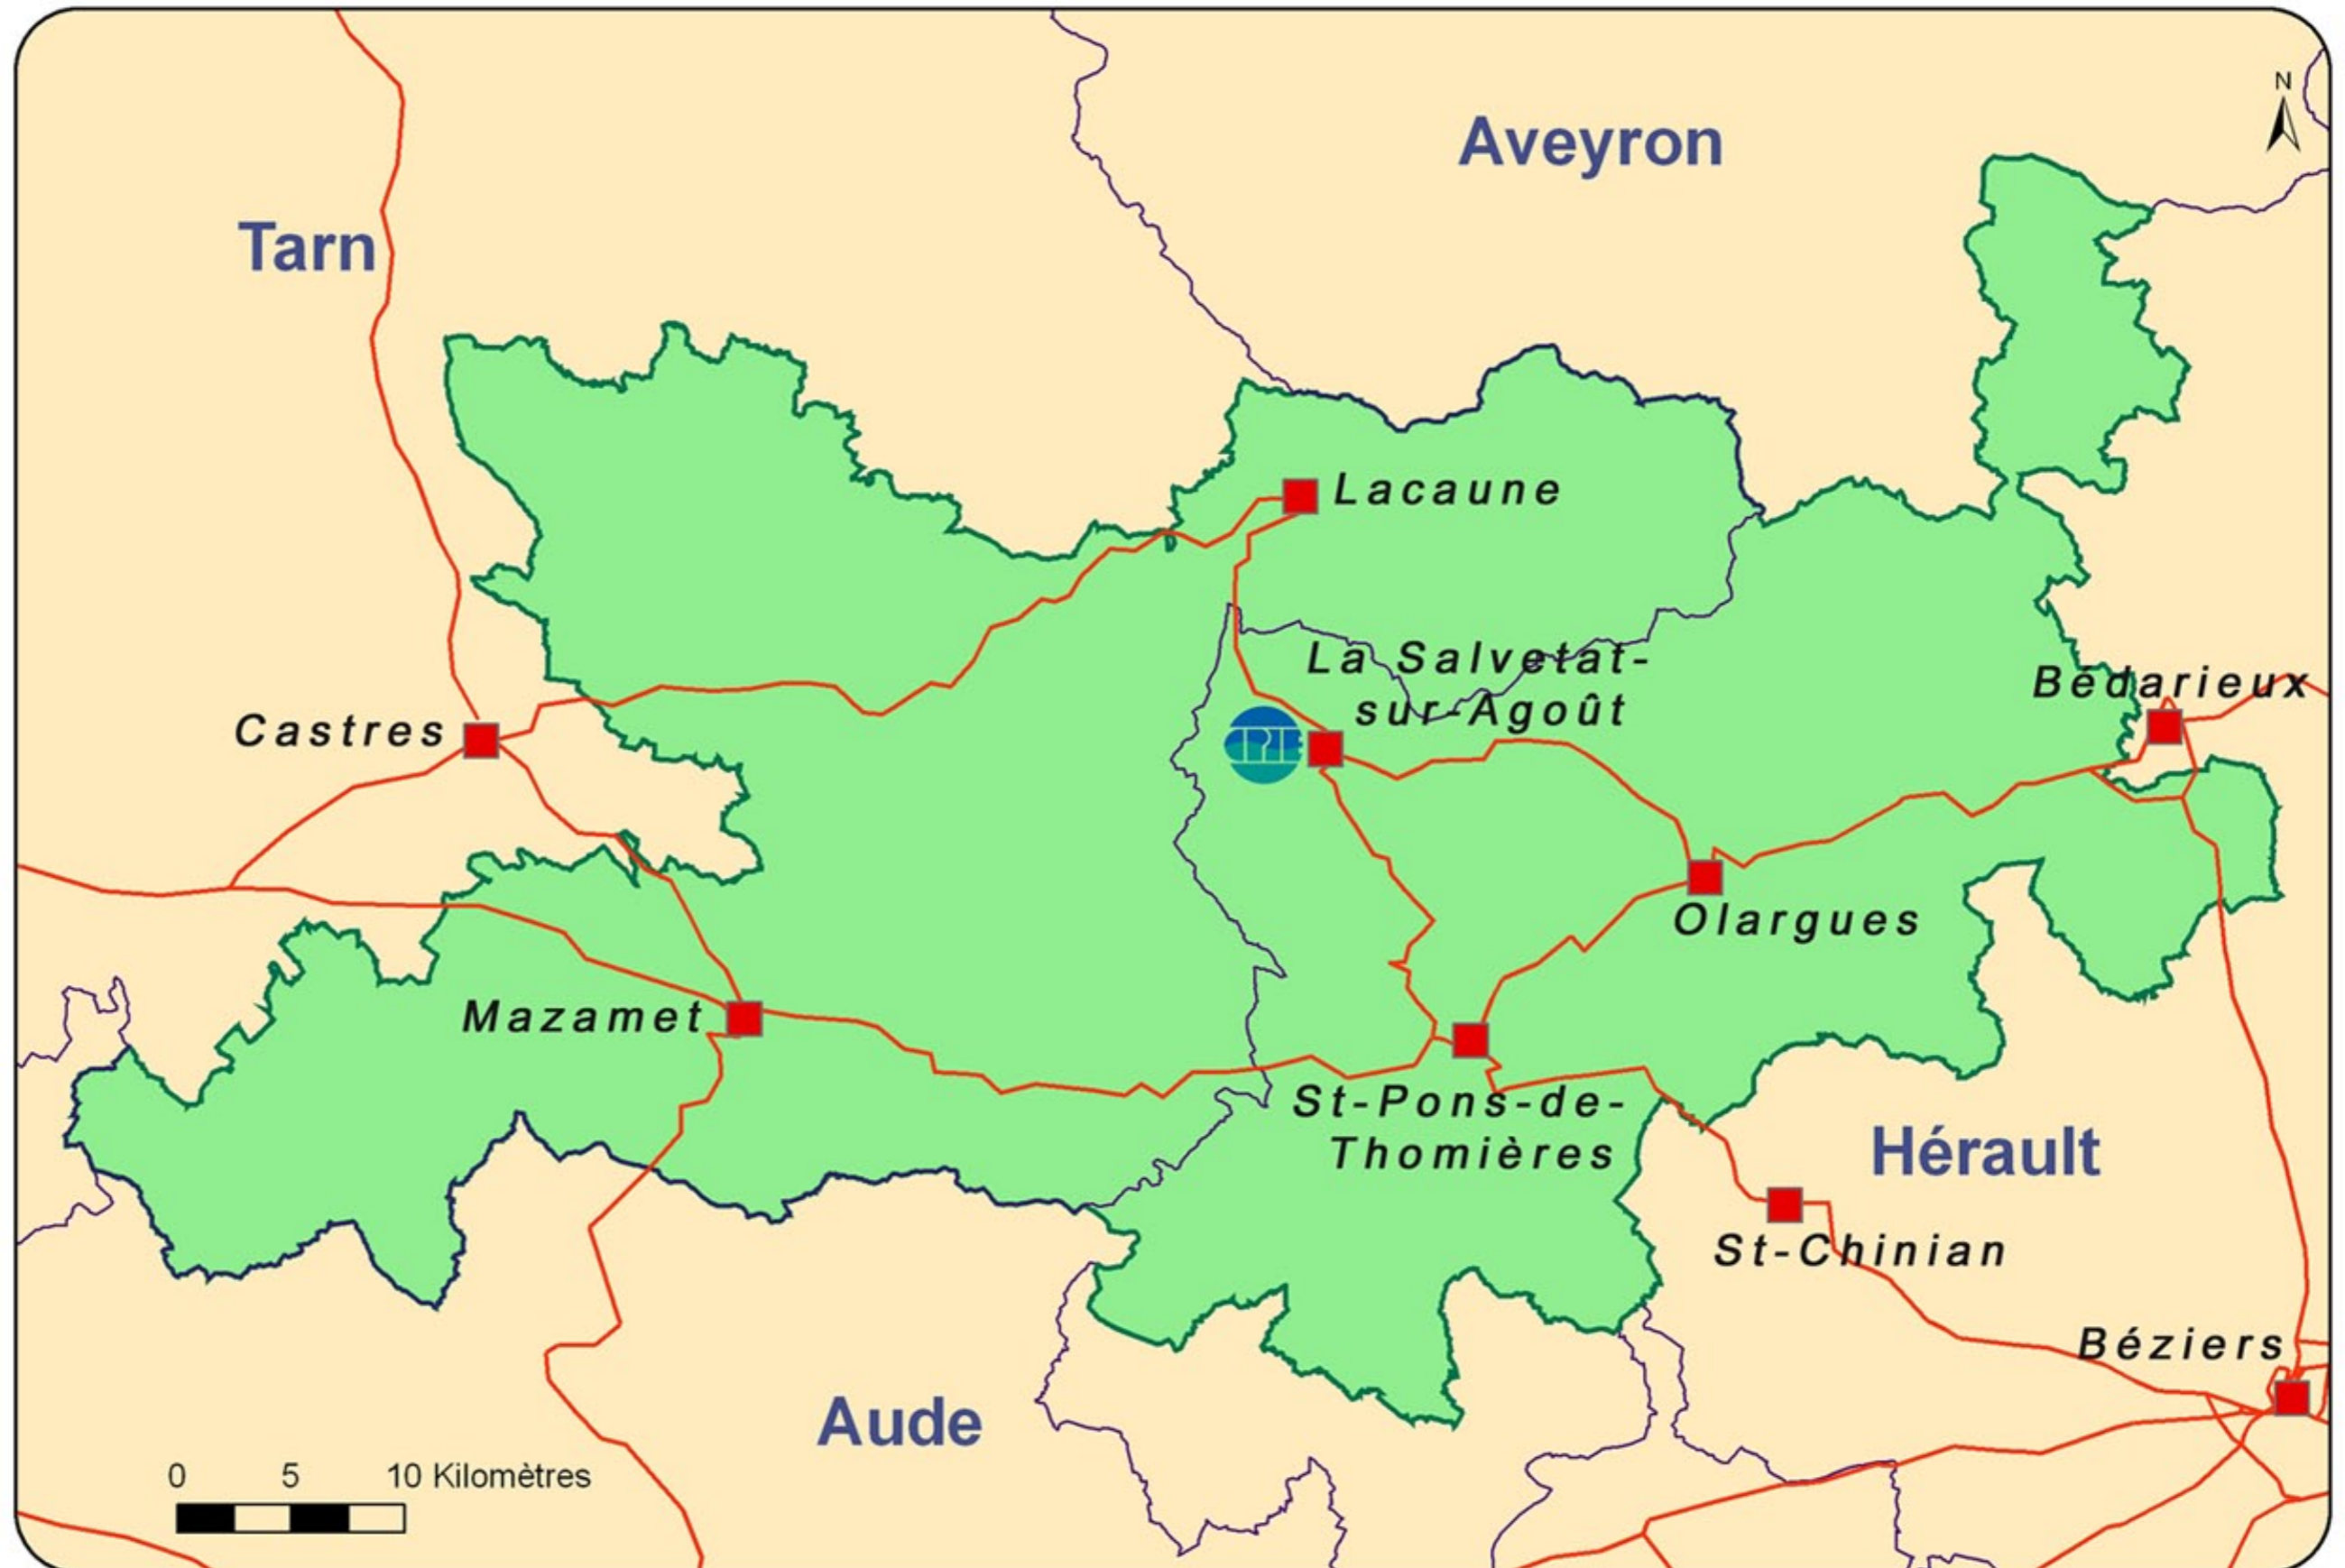 N
Aveyron
Tarn
Lacaune
La Salvetat-
sur-Agoût
Bédarieux
Castres
CPIE
Olargues
Mazamet
St-Pons-de-
Thomières
Hérault
St-Chinian
Béziers
Aude
0 5 10 Kilomètres